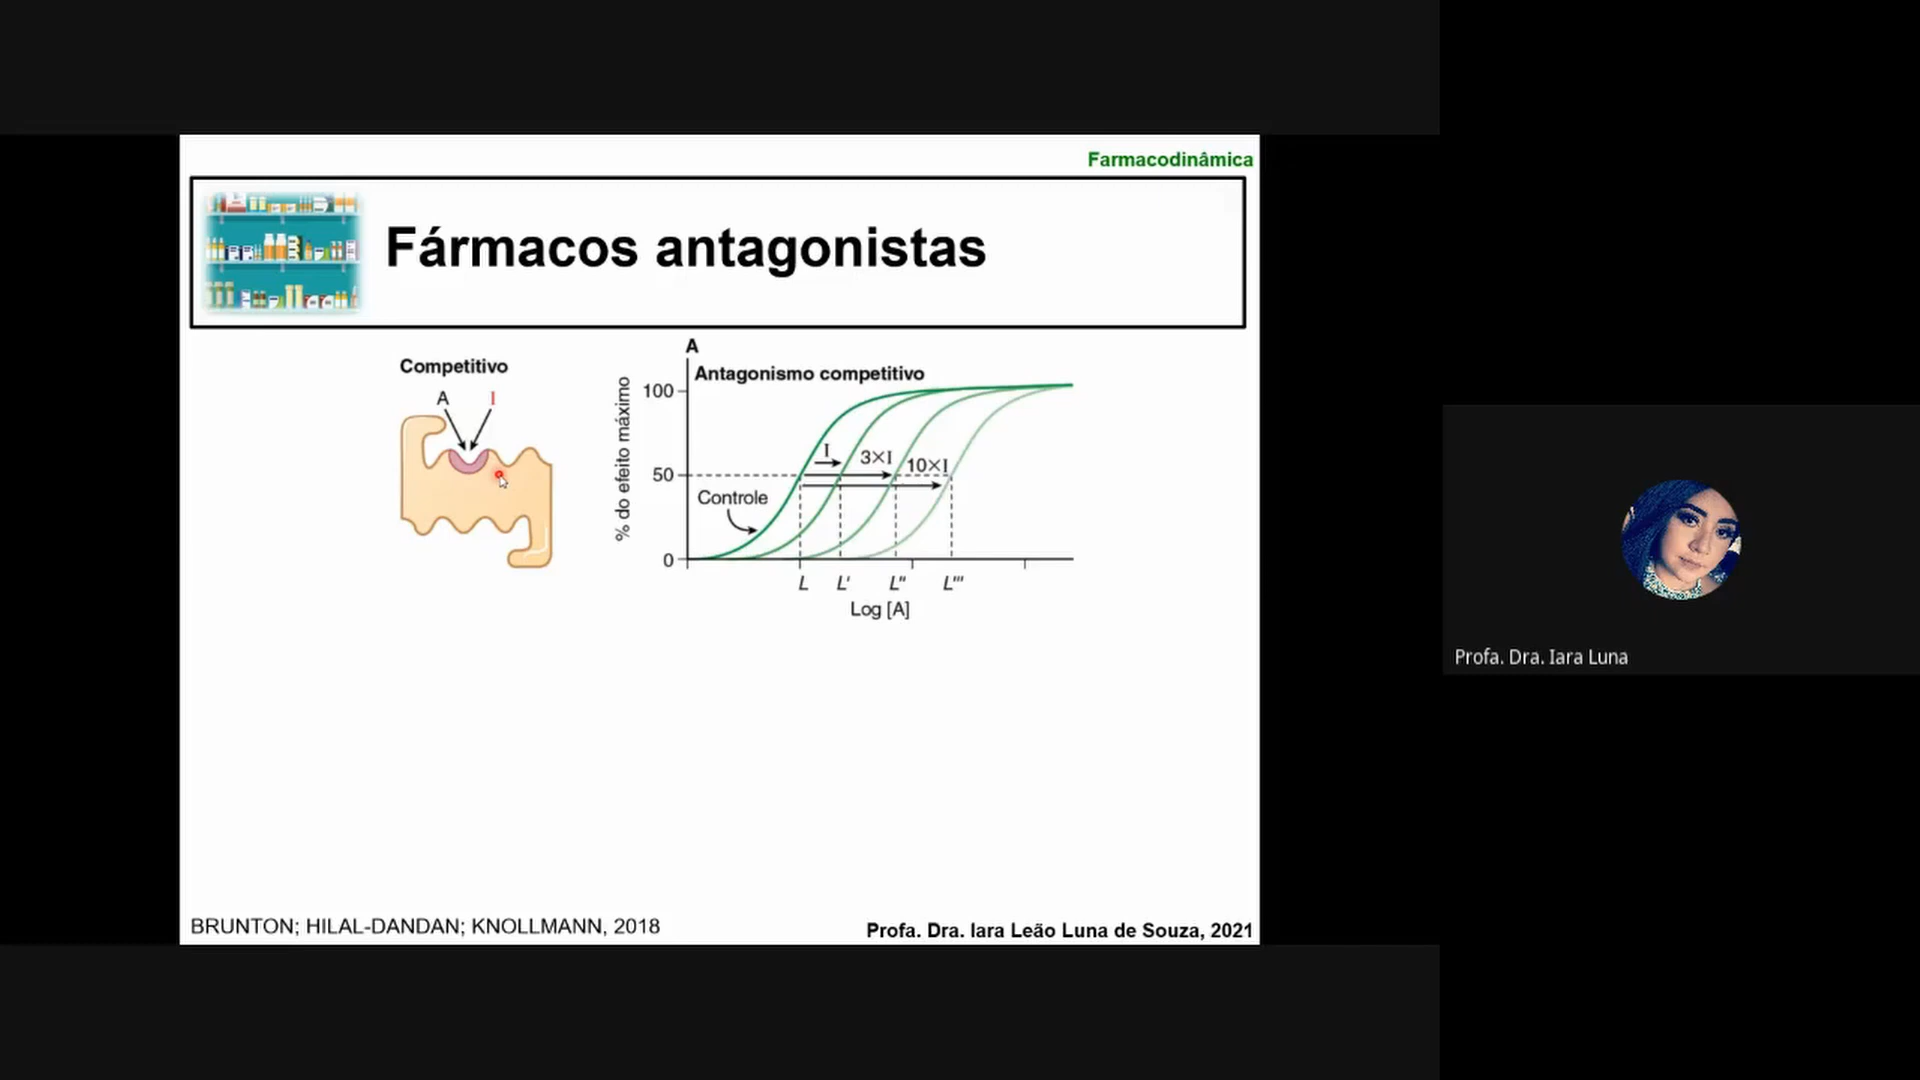 Farmacodinâmica
Fármacos antagonistas
Competitivo
A I
A
Antagonismo competitivo
% do efeito máximo
100
50
0
I
3×I
10×I
Controle
L L' L'' L'''
Log [A]
BRUNTON; HILAL-DANDAN; KNOLLMANN, 2018
Profa. Dra. Iara Leão Luna de Souza, 2021
Profa. Dra. Iara Luna